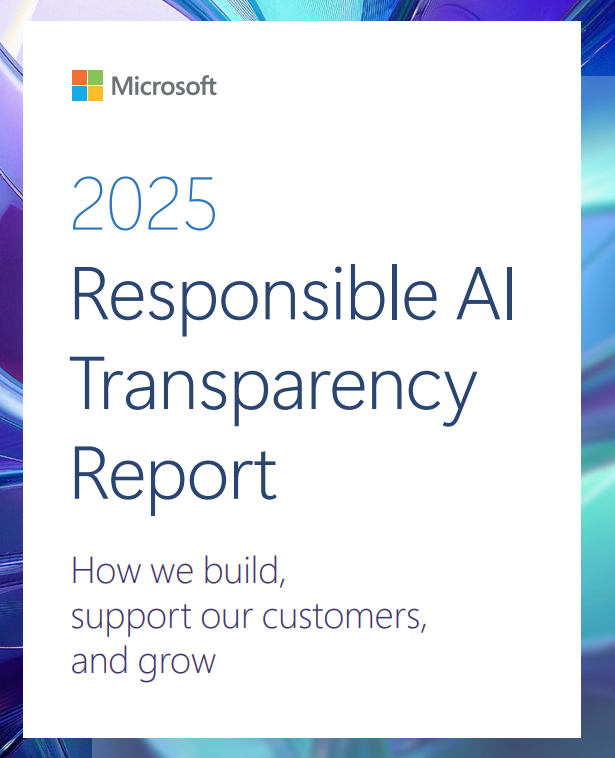 Microsoft
2025
Responsible AI
Transparency
Report
How we build,
support our customers,
and grow